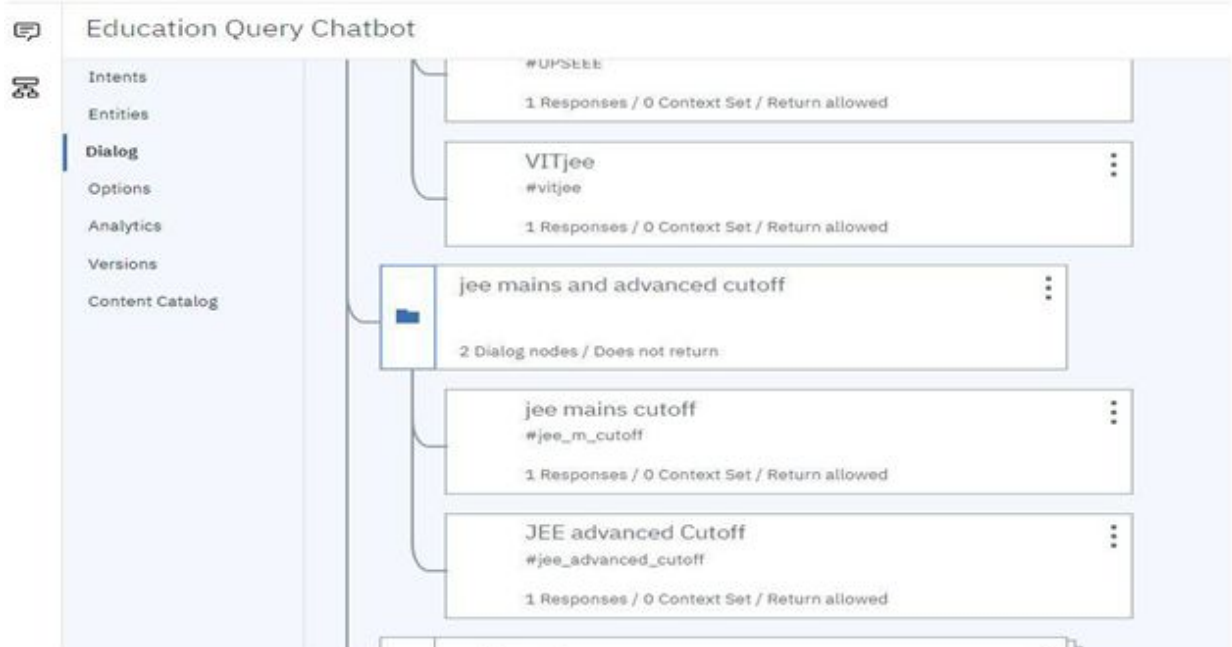 Education Query Chatbot
Intents
Entities
Dialog
Options
Analytics
Versions
Content Catalog
#UPSEEE
1 Responses / 0 Context Set / Return allowed
VITjee
#vitjee
1 Responses / 0 Context Set / Return allowed
jee mains and advanced cutoff
2 Dialog nodes / Does not return
jee mains cutoff
#jee_m_cutoff
1 Responses / 0 Context Set / Return allowed
JEE advanced Cutoff
#jee_advanced_cutoff
1 Responses / 0 Context Set / Return allowed